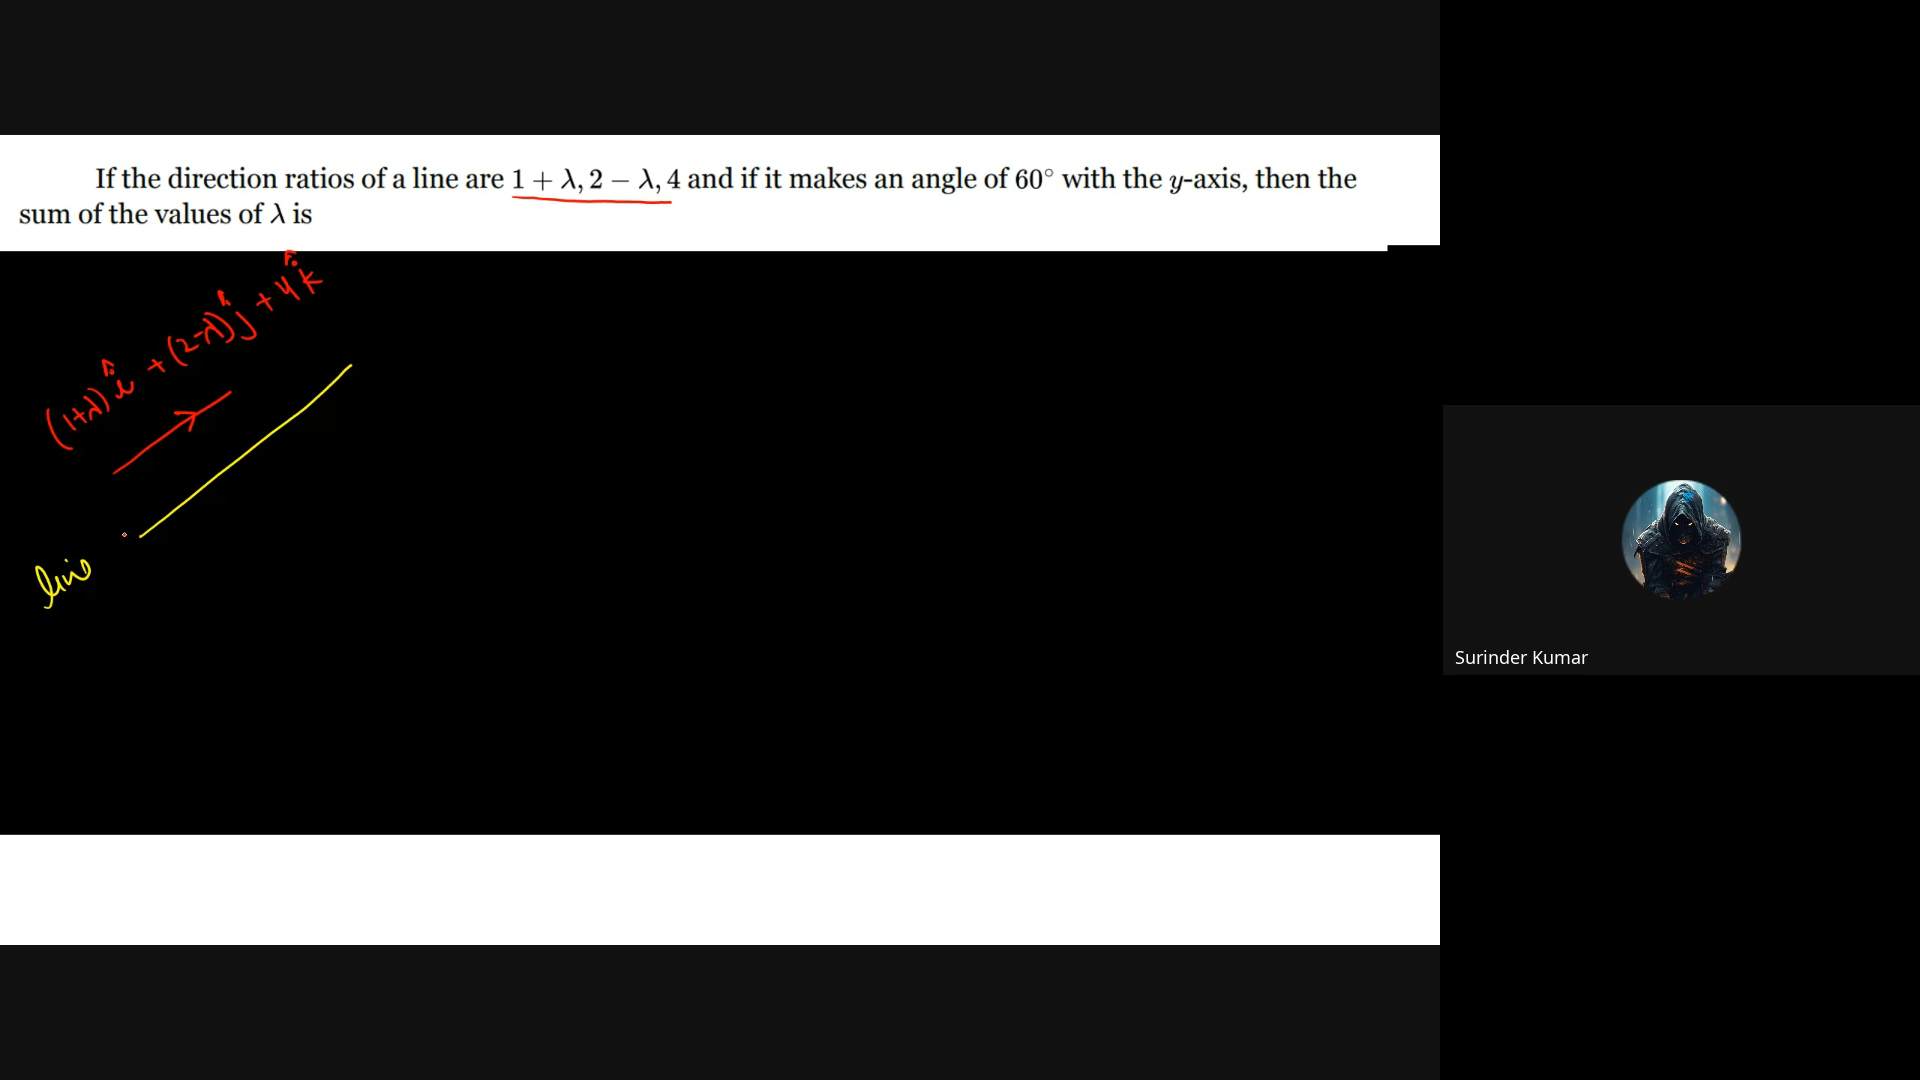 If the direction ratios of a line are 1 + λ, 2 − λ, 4 and if it makes an angle of 60° with the y-axis, then the
sum of the values of λ is
(1+λ)î + (2-λ)ĵ + 4k̂
line
Surinder Kumar